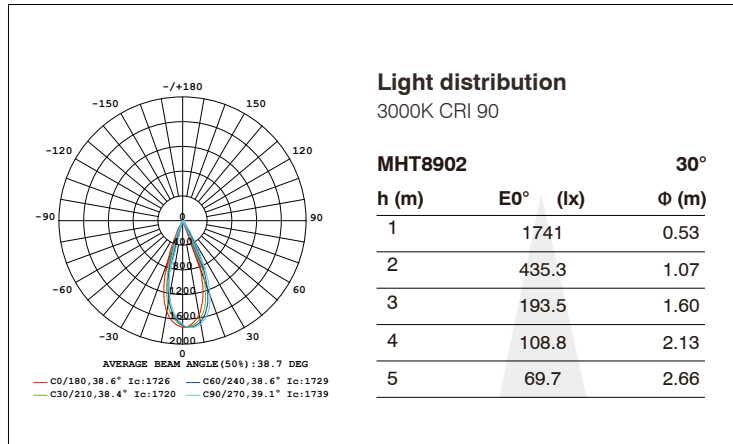 -/+180
-150
150
-120
120
-90
90
-60
60
-30
30
0
0
400
800
1200
1600
2000
AVERAGE BEAM ANGLE(50%):38.7 DEG
C0/180,38.6° Ic:1726
C60/240,38.6° Ic:1729
C30/210,38.4° Ic:1720
C90/270,39.1° Ic:1739
Light distribution
3000K CRI 90
MHT8902 30°
h (m) E0° (lx) Φ (m)
1 1741 0.53
2 435.3 1.07
3 193.5 1.60
4 108.8 2.13
5 69.7 2.66